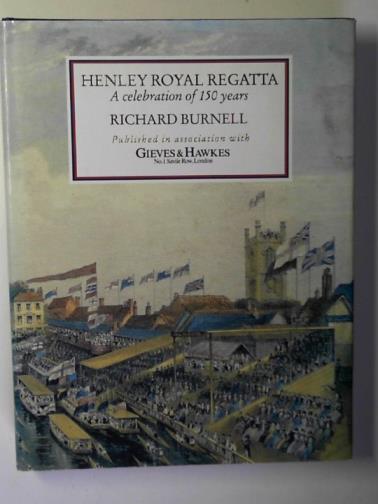 HENLEY ROYAL REGATTA
A celebration of 150 years
RICHARD BURNELL
Published in association with
GIEVES & HAWKES
No. 1 Savile Row, London